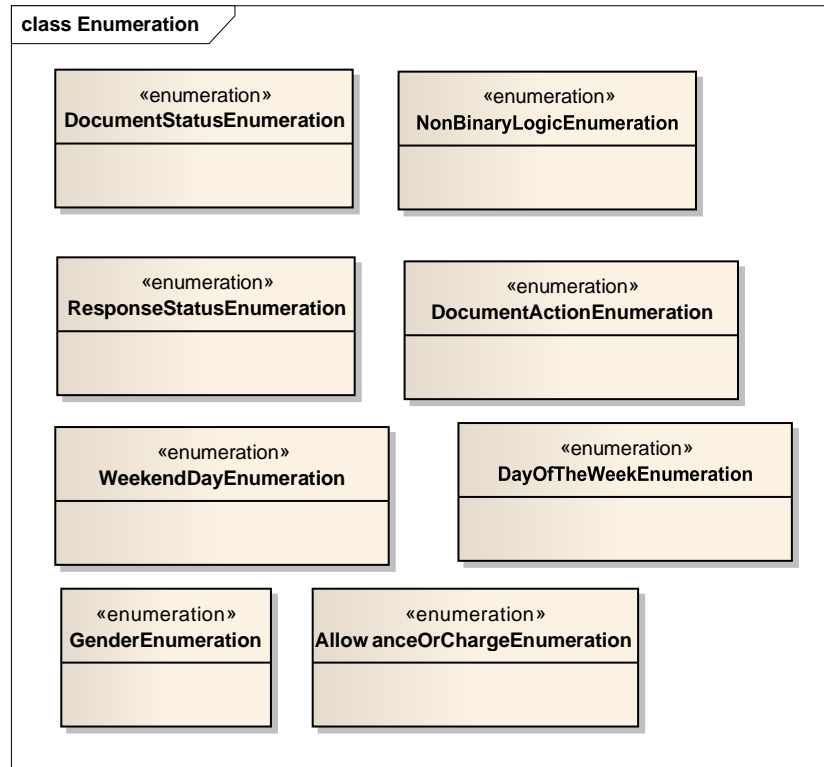 class Enumeration
«enumeration»
DocumentStatusEnumeration
«enumeration»
NonBinaryLogicEnumeration
«enumeration»
ResponseStatusEnumeration
«enumeration»
DocumentActionEnumeration
«enumeration»
WeekendDayEnumeration
«enumeration»
DayOfTheWeekEnumeration
«enumeration»
GenderEnumeration
«enumeration»
Allow anceOrChargeEnumeration